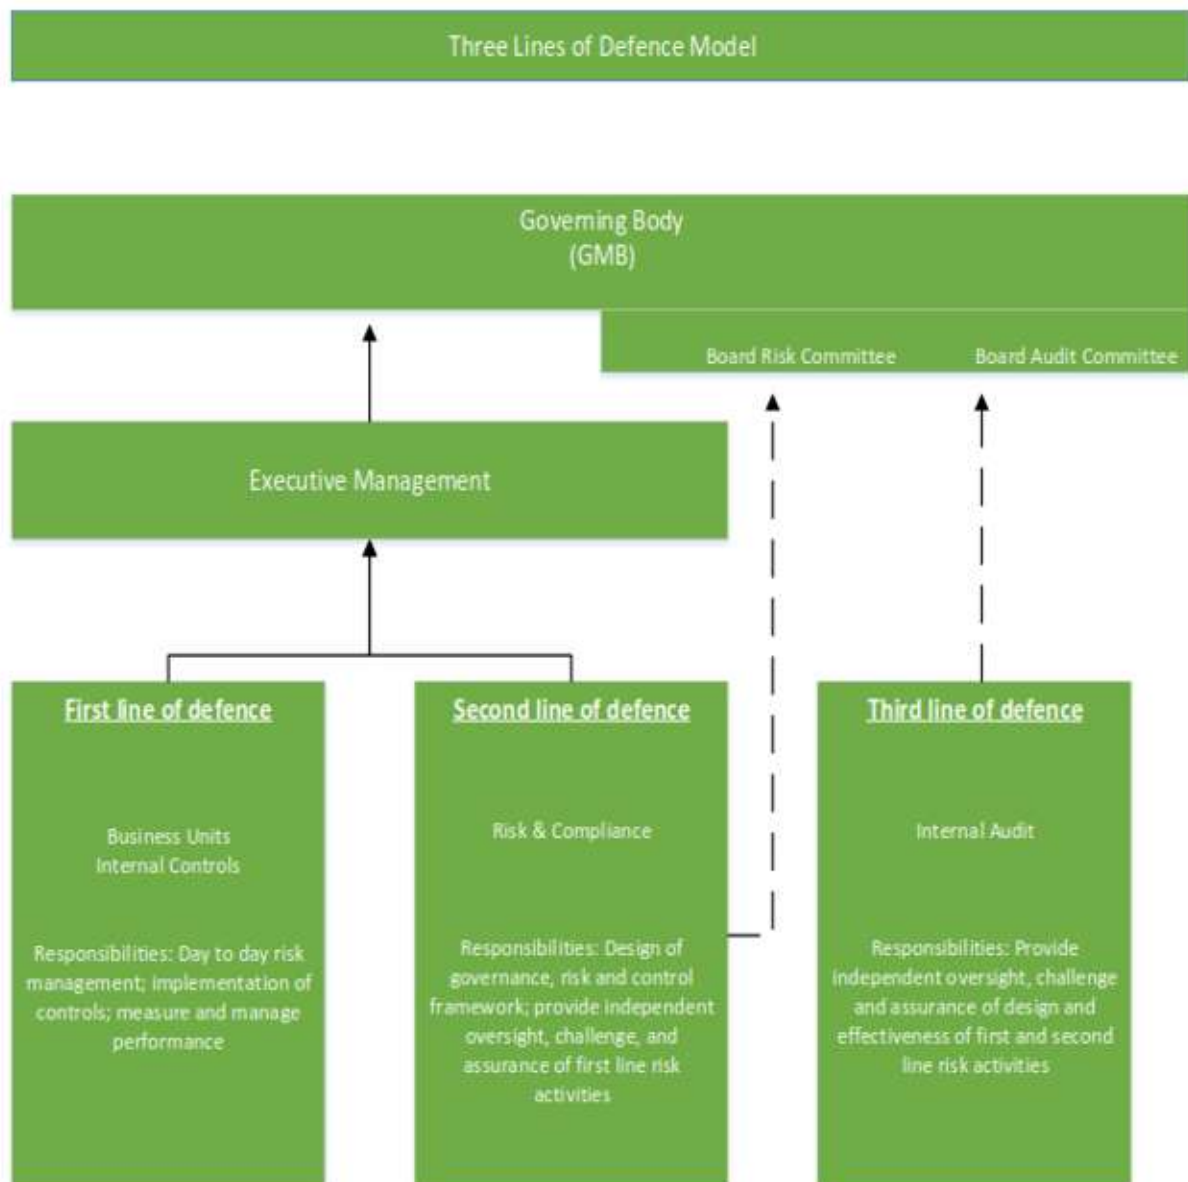 Three Lines of Defence Model
Governing Body
(GMB)
Board Risk Committee
Board Audit Committee
Executive Management
First line of defence
Business Units
Internal Controls
Responsibilities: Day to day risk
management; implementation of
controls; measure and manage
performance
Second line of defence
Risk & Compliance
Responsibilities: Design of
governance, risk and control
framework; provide independent
oversight, challenge, and
assurance of first line risk
activities
Third line of defence
Internal Audit
Responsibilities: Provide
independent oversight, challenge
and assurance of design and
effectiveness of first and second
line risk activities